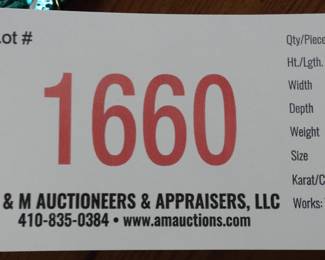 Lot #
1660
& M AUCTIONEERS & APPRAISERS, LLC
410-835-0384 • www.amauctions.com
Qty/Piece
Ht./Lgth.
Width
Depth
Weight
Size
Karat/C
Works: